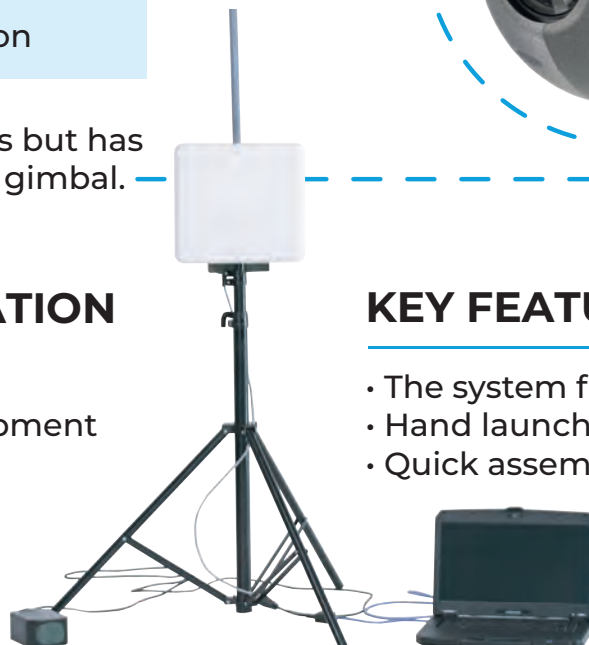 on
s but has
gimbal.
ATION
oment
KEY FEATU
• The system f
• Hand launch
• Quick assem